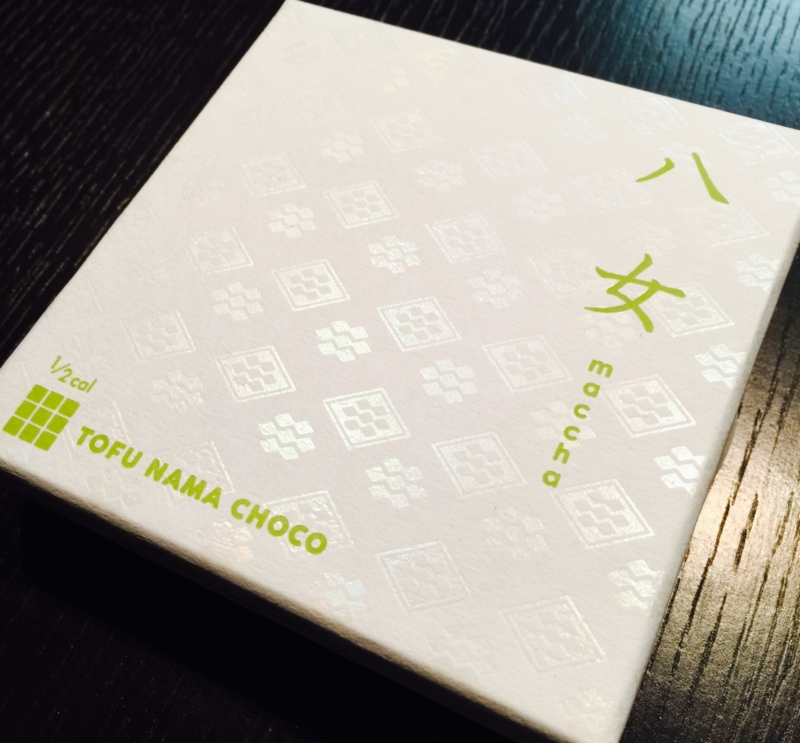 八女
maccha
1/2cal
TOFU NAMA CHOCO